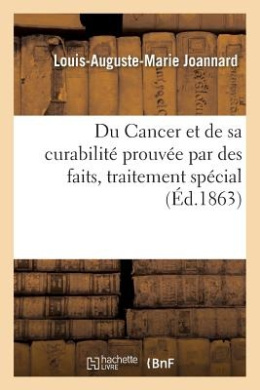 Louis-Auguste-Marie Joannard
Du Cancer et de sa
curabilité prouvée par des
faits, traitement spécial
(Éd.1863)
hachette
LIVRE
{BnF